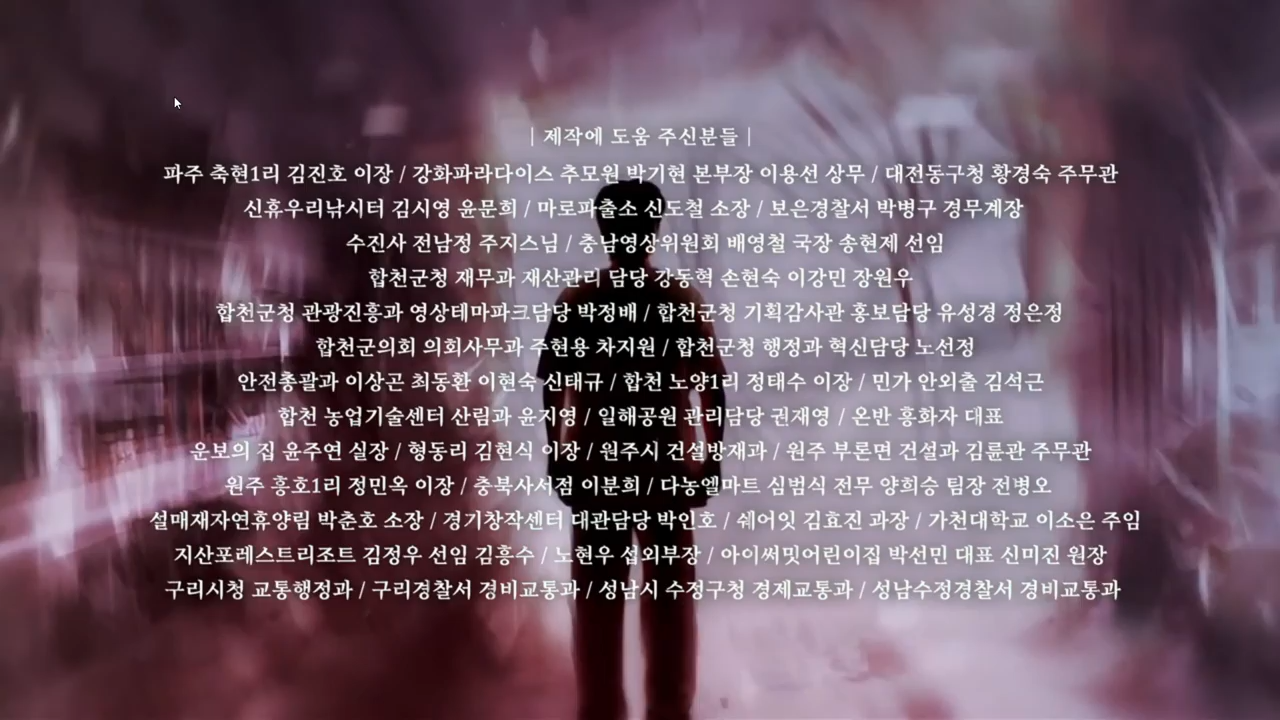 | 제작에 도움 주신분들 |
파주 축현1리 김진호 이장 / 강화파라다이스 추모원 박기현 본부장 이용선 상무 / 대전동구청 황경숙 주무관
신휴우리낚시터 김시영 윤문희 / 마로파출소 신도철 소장 / 보은경찰서 박병구 경무계장
수진사 전남정 주지스님 / 충남영상위원회 배영철 국장 송현제 선임
합천군청 재무과 재산관리 담당 강동혁 손현숙 이강민 장원우
합천군청 관광진흥과 영상테마파크담당 박정배 / 합천군청 기획감사관 홍보담당 유성경 정은정
합천군의회 의회사무과 주현용 차지원 / 합천군청 행정과 혁신담당 노선정
안전총괄과 이상곤 최동환 이현숙 신태규 / 합천 노양1리 정태수 이장 / 민가 안외출 김석근
합천 농업기술센터 산림과 윤지영 / 일해공원 관리담당 권재영 / 온반 흥화자 대표
운보의 집 윤주연 실장 / 형동리 김현식 이장 / 원주시 건설방재과 / 원주 부론면 건설과 김륜관 주무관
원주 흥호1리 정민옥 이장 / 충북사서점 이분희 / 다농엘마트 심범식 전무 양희승 팀장 전병오
설매재자연휴양림 박춘호 소장 / 경기창작센터 대관담당 박인호 / 쉐어잇 김효진 과장 / 가천대학교 이소은 주임
지산포레스트리조트 김정우 선임 김흥수 / 노현우 섭외부장 / 아이써밋어린이집 박선민 대표 신미진 원장
구리시청 교통행정과 / 구리경찰서 경비교통과 / 성남시 수정구청 경제교통과 / 성남수정경찰서 경비교통과